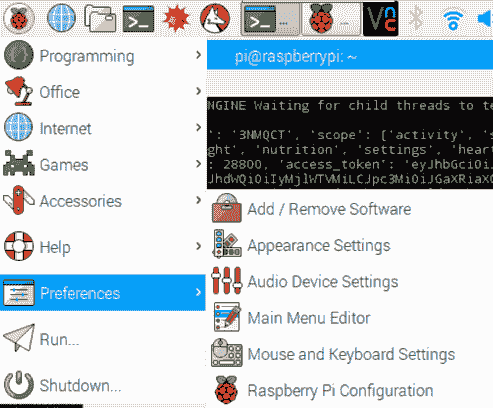 Programming
Office
Internet
Games
Accessories
Help
Preferences
Run...
Shutdown...
pi@raspberrypi: ~
NGINE Waiting for child threads to te
': '3NMQCT', 'scope': ['activity', 's
ght', 'nutrition', 'settings', 'heart
: 28800, 'access_token': 'eyJhbGciOi
Add / Remove Software
Appearance Settings
Audio Device Settings
Main Menu Editor
Mouse and Keyboard Settings
Raspberry Pi Configuration